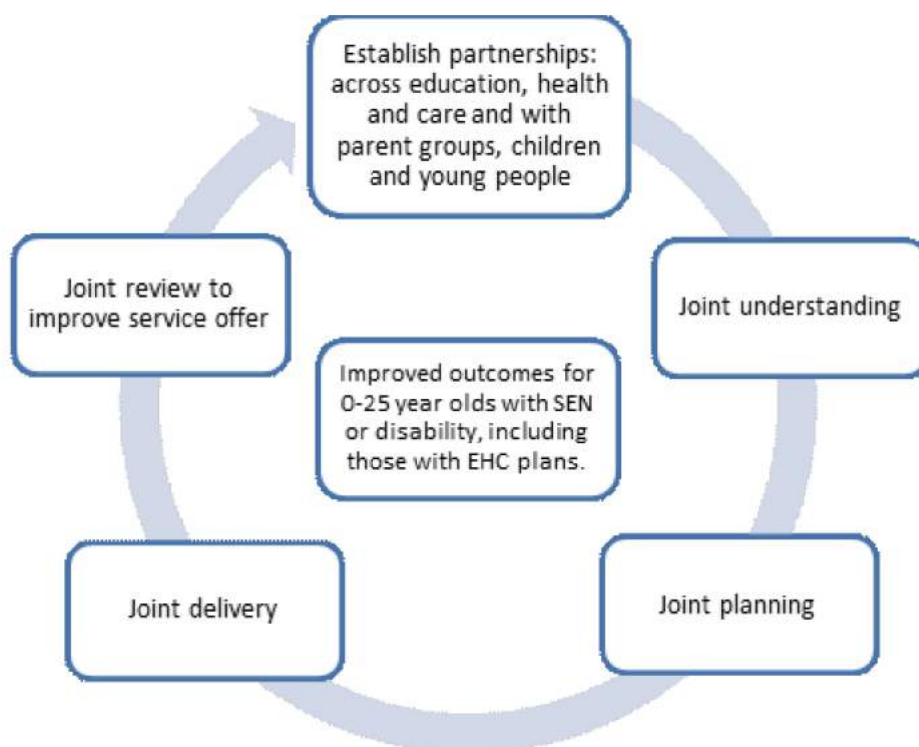 Establish partnerships:
across education, health
and care and with
parent groups, children
and young people
Joint understanding
Joint planning
Joint delivery
Joint review to
improve service offer
Improved outcomes for
0-25 year olds with SEN
or disability, including
those with EHC plans.